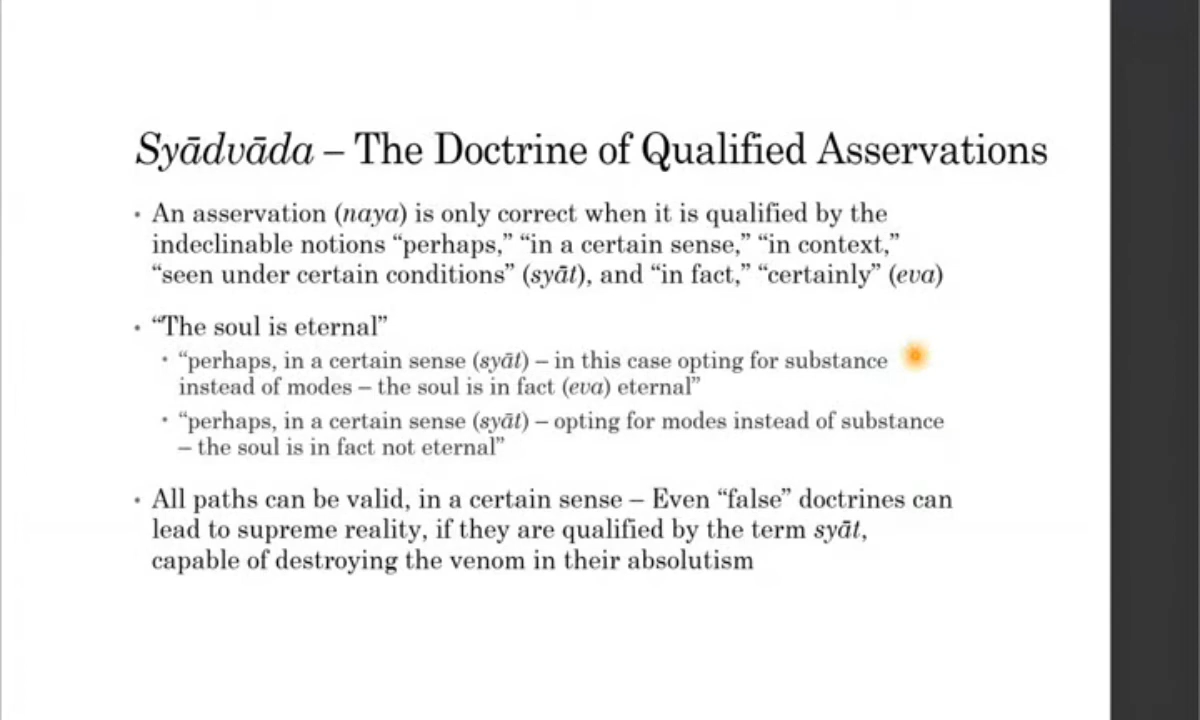 Syādvāda – The Doctrine of Qualified Asservations
• An asservation (naya) is only correct when it is qualified by the
indeclinable notions “perhaps,” “in a certain sense,” “in context,”
“seen under certain conditions” (syāt), and “in fact,” “certainly” (eva)
• “The soul is eternal”
• “perhaps, in a certain sense (syāt) – in this case opting for substance
instead of modes – the soul is in fact (eva) eternal”
• “perhaps, in a certain sense (syāt) – opting for modes instead of substance
– the soul is in fact not eternal”
• All paths can be valid, in a certain sense – Even “false” doctrines can
lead to supreme reality, if they are qualified by the term syāt,
capable of destroying the venom in their absolutism